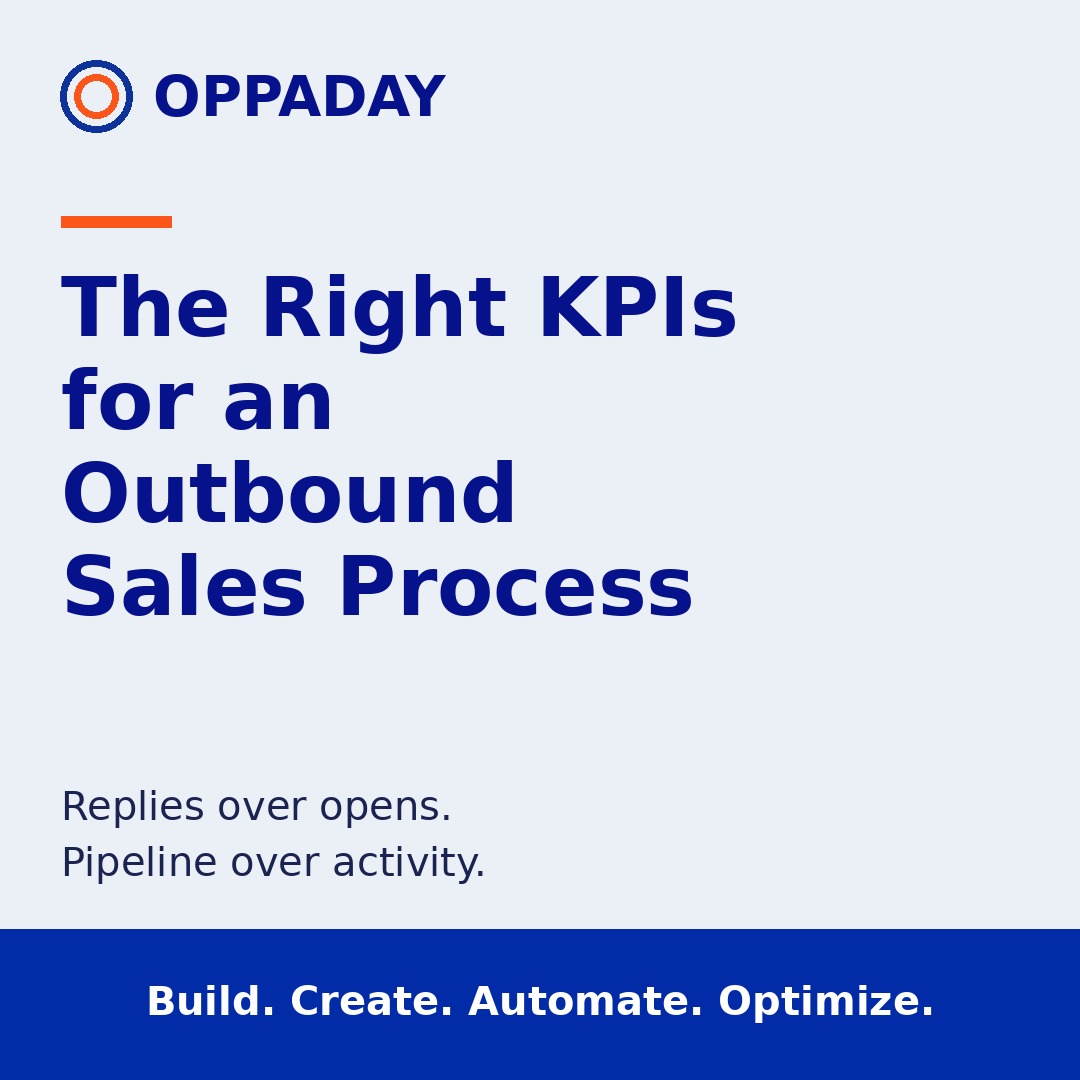 OPPADAY
The Right KPIs
for an
Outbound
Sales Process
Replies over opens.
Pipeline over activity.
Build. Create. Automate. Optimize.